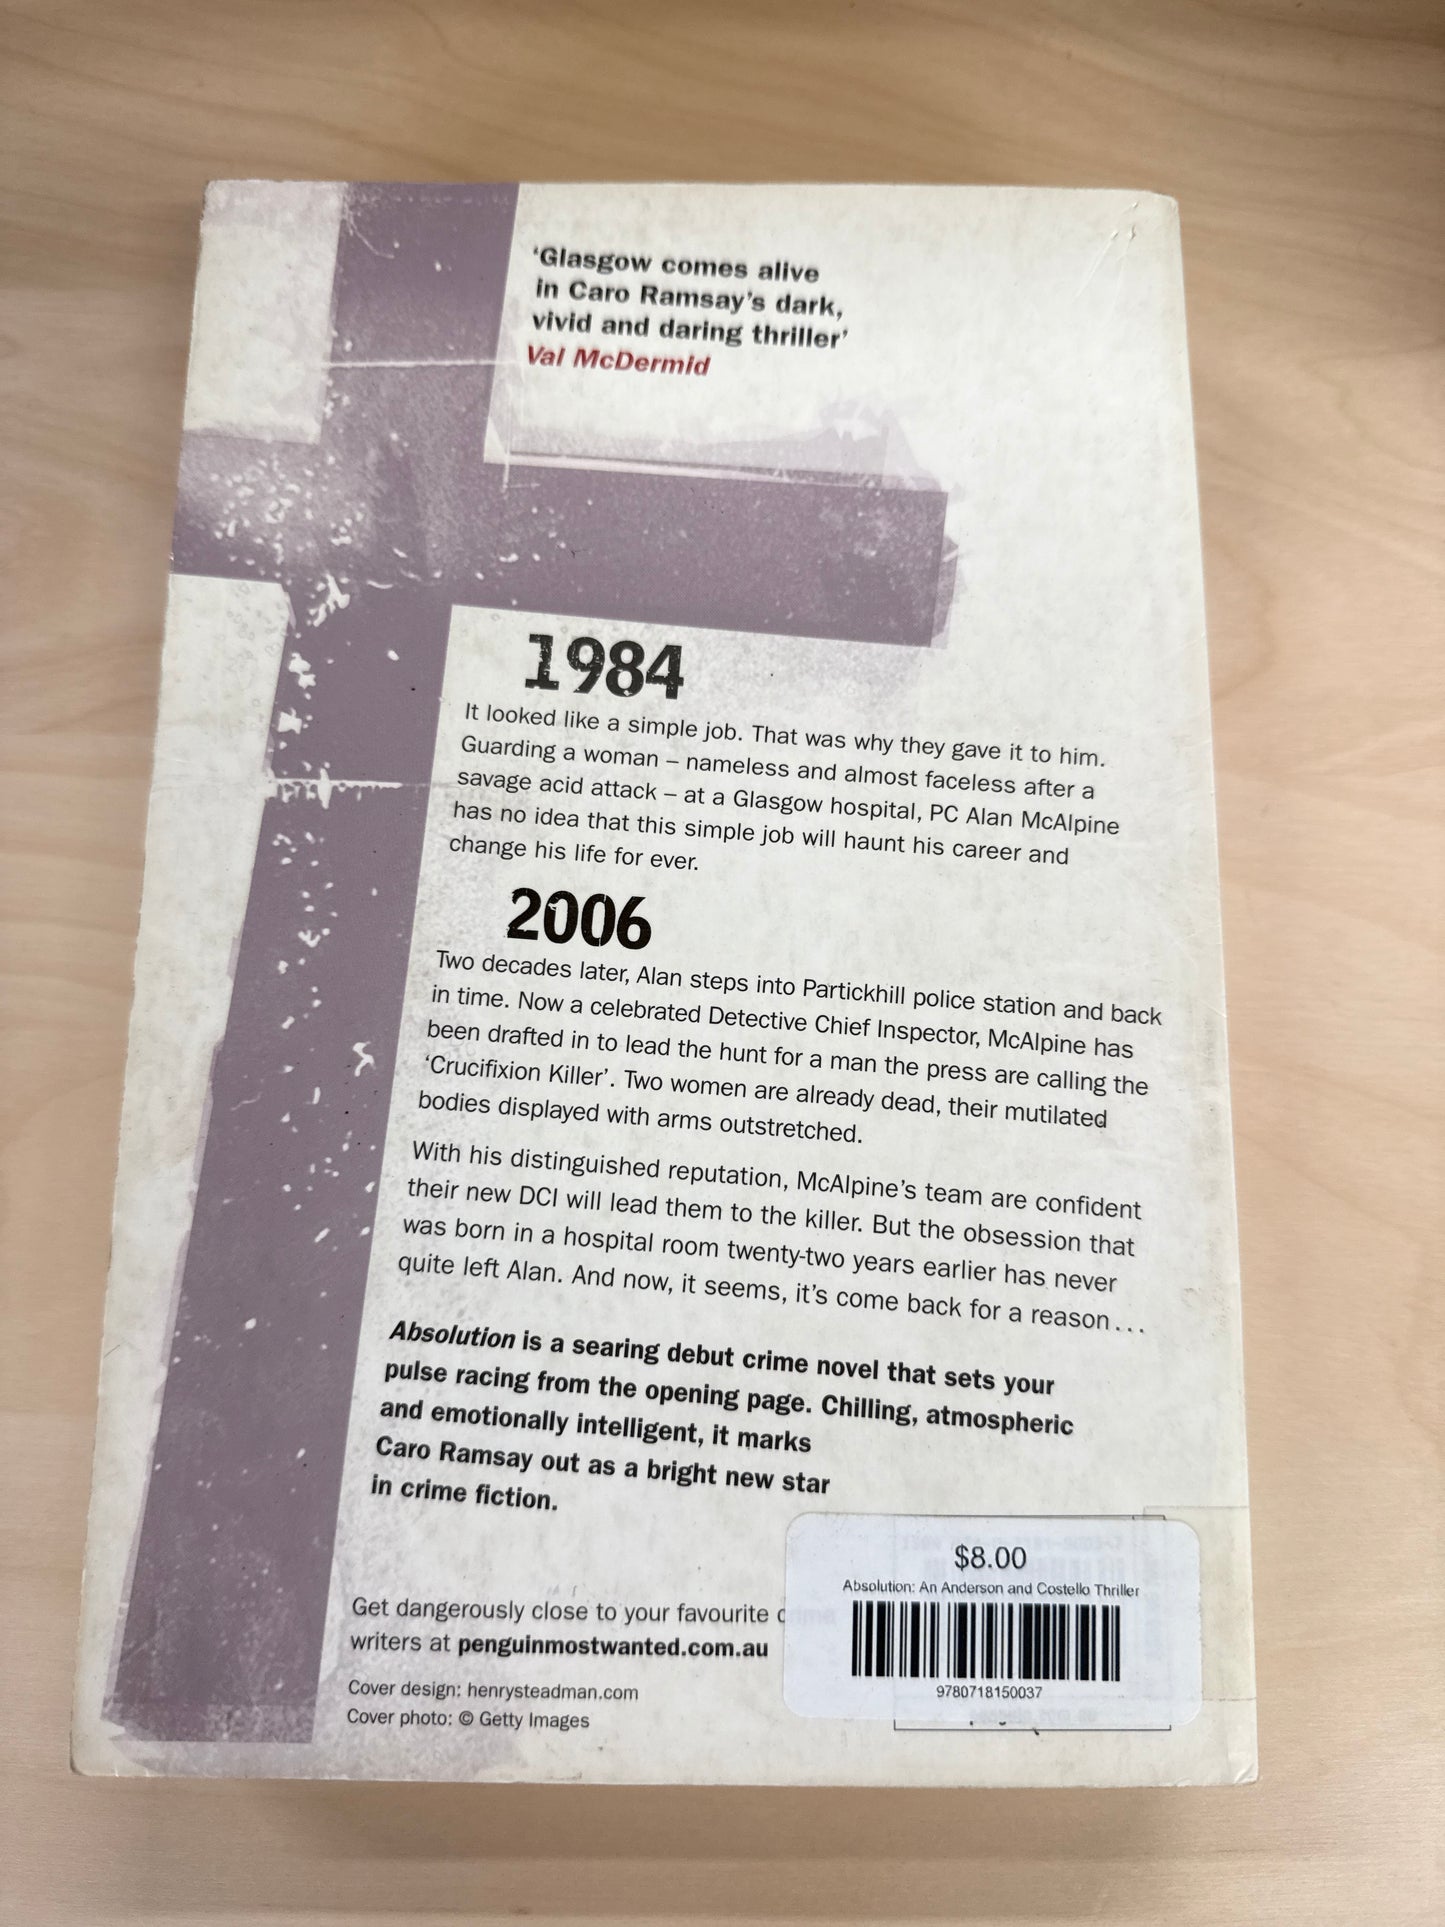 ‘Glasgow comes alive
in Caro Ramsay’s dark,
vivid and daring thriller’
Val McDermid
1984
It looked like a simple job. That was why they gave it to him.
Guarding a woman – nameless and almost faceless after a
savage acid attack – at a Glasgow hospital, PC Alan McAlpine
has no idea that this simple job will haunt his career and
change his life for ever.
2006
Two decades later, Alan steps into Partickhill police station and back
in time. Now a celebrated Detective Chief Inspector, McAlpine has
been drafted in to lead the hunt for a man the press are calling the
‘Crucifixion Killer’. Two women are already dead, their mutilated
bodies displayed with arms outstretched.
With his distinguished reputation, McAlpine’s team are confident
their new DCI will lead them to the killer. But the obsession that
was born in a hospital room twenty-two years earlier has never
quite left Alan. And now, it seems, it’s come back for a reason...
Absolution is a searing debut crime novel that sets your
pulse racing from the opening page. Chilling, atmospheric
and emotionally intelligent, it marks
Caro Ramsay out as a bright new star
in crime fiction.
Get dangerously close to your favourite crime
writers at penguinmostwanted.com.au
Cover design: henrysteadman.com
Cover photo: © Getty Images
$8.00
Absolution: An Anderson and Costello Thriller
9780718150037